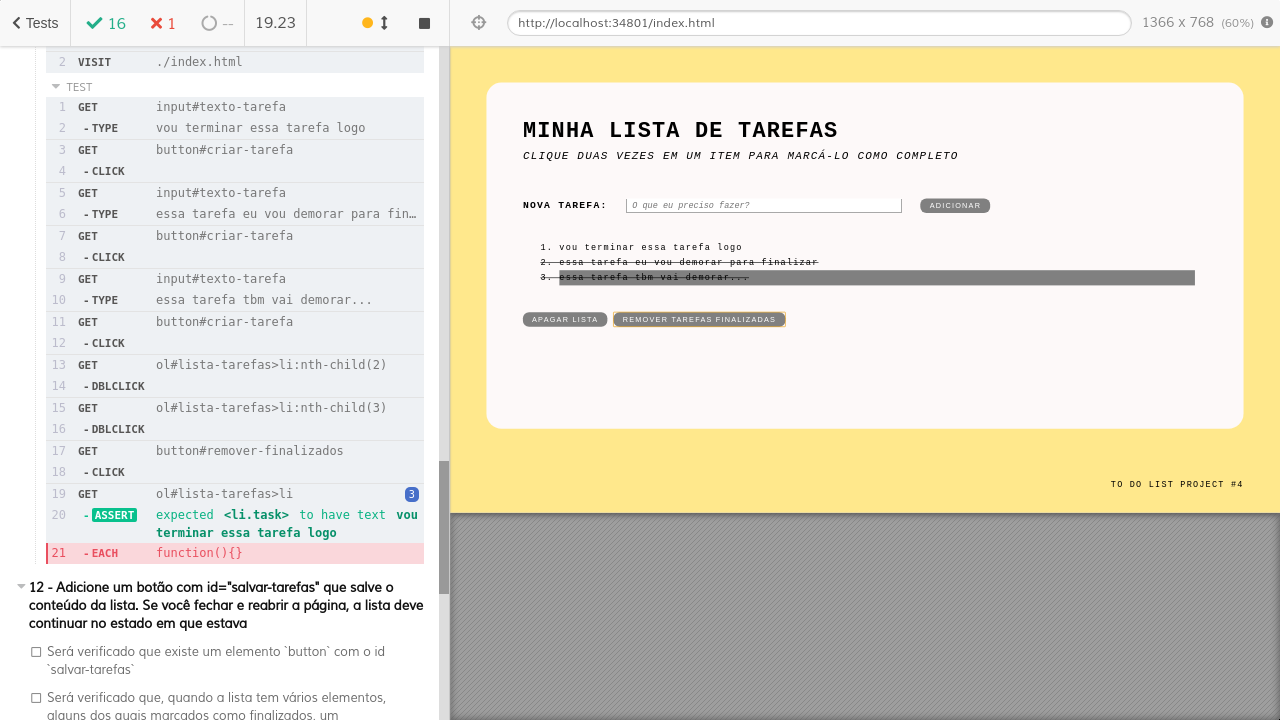 Tests 16 1 -- 19.23
http://localhost:34801/index.html 1366 x 768 (60%)
2 VISIT ./index.html
TEST
1 GET input#texto-tarefa
2 - TYPE vou terminar essa tarefa logo
3 GET button#criar-tarefa
4 - CLICK
5 GET input#texto-tarefa
6 - TYPE essa tarefa eu vou demorar para fin…
7 GET button#criar-tarefa
8 - CLICK
9 GET input#texto-tarefa
10 - TYPE essa tarefa tbm vai demorar...
11 GET button#criar-tarefa
12 - CLICK
13 GET ol#lista-tarefas>li:nth-child(2)
14 - DBLCLICK
15 GET ol#lista-tarefas>li:nth-child(3)
16 - DBLCLICK
17 GET button#remover-finalizados
18 - CLICK
19 GET ol#lista-tarefas>li 3
20 - ASSERT expected <li.task> to have text vou
terminar essa tarefa logo
21 - EACH function(){}
12 - Adicione um botão com id="salvar-tarefas" que salve o
conteúdo da lista. Se você fechar e reabrir a página, a lista deve
continuar no estado em que estava
Será verificado que existe um elemento `button` com o id
`salvar-tarefas`
Será verificado que, quando a lista tem vários elementos,
alguns dos quais marcados como finalizados, um
MINHA LISTA DE TAREFAS
CLIQUE DUAS VEZES EM UM ITEM PARA MARCÁ-LO COMO COMPLETO
NOVA TAREFA: O que eu preciso fazer? ADICIONAR
1. vou terminar essa tarefa logo
2. essa tarefa eu vou demorar para finalizar
3. essa tarefa tbm vai demorar...
APAGAR LISTA REMOVER TAREFAS FINALIZADAS
TO DO LIST PROJECT #4